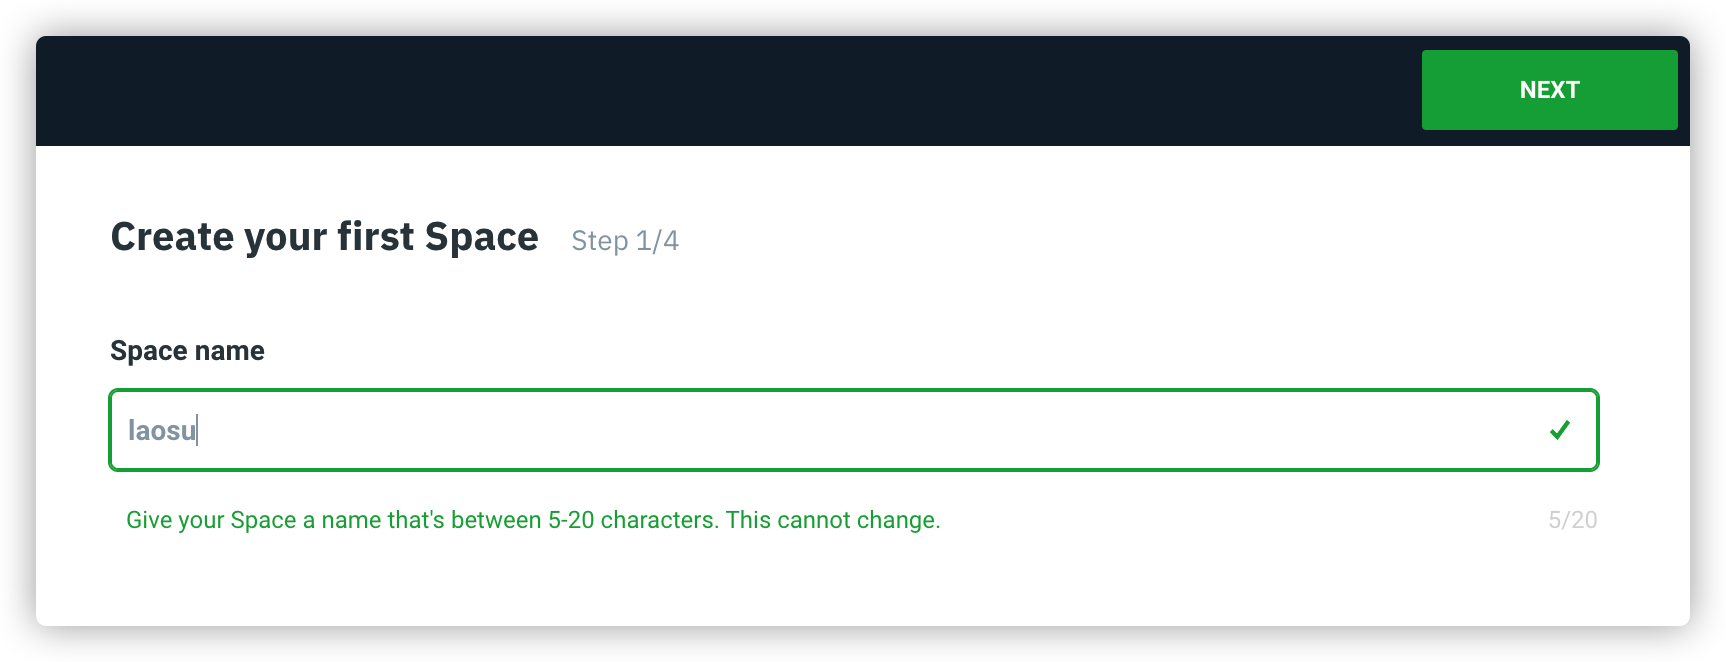 NEXT
Create your first Space Step 1/4
Space name
laosu
Give your Space a name that's between 5-20 characters. This cannot change. 5/20